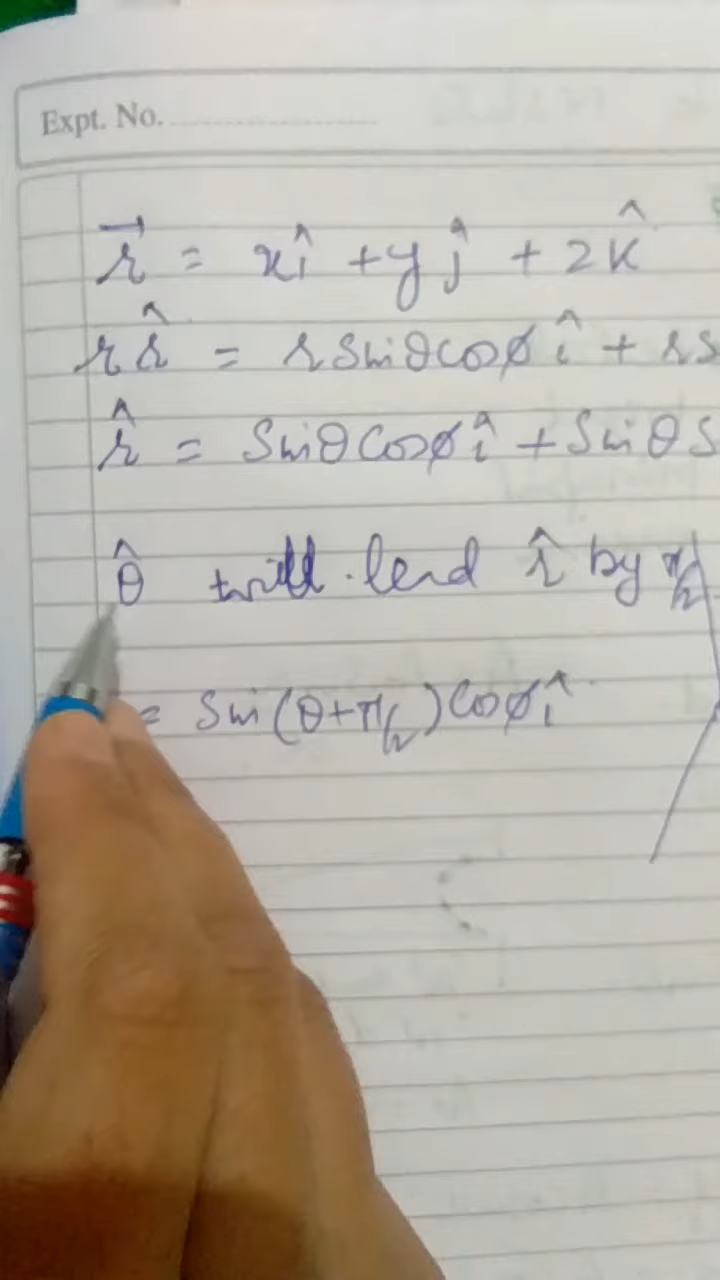 Expt. No.
r⃗ = xî + yĵ + zk̂
r r̂ = r sinθ cosϕ î + r s
r̂ = Sinθ Cosϕ î + Sinθ S
θ̂ will lead r̂ by π/2
= Sin(θ+π/2) Cosϕ î